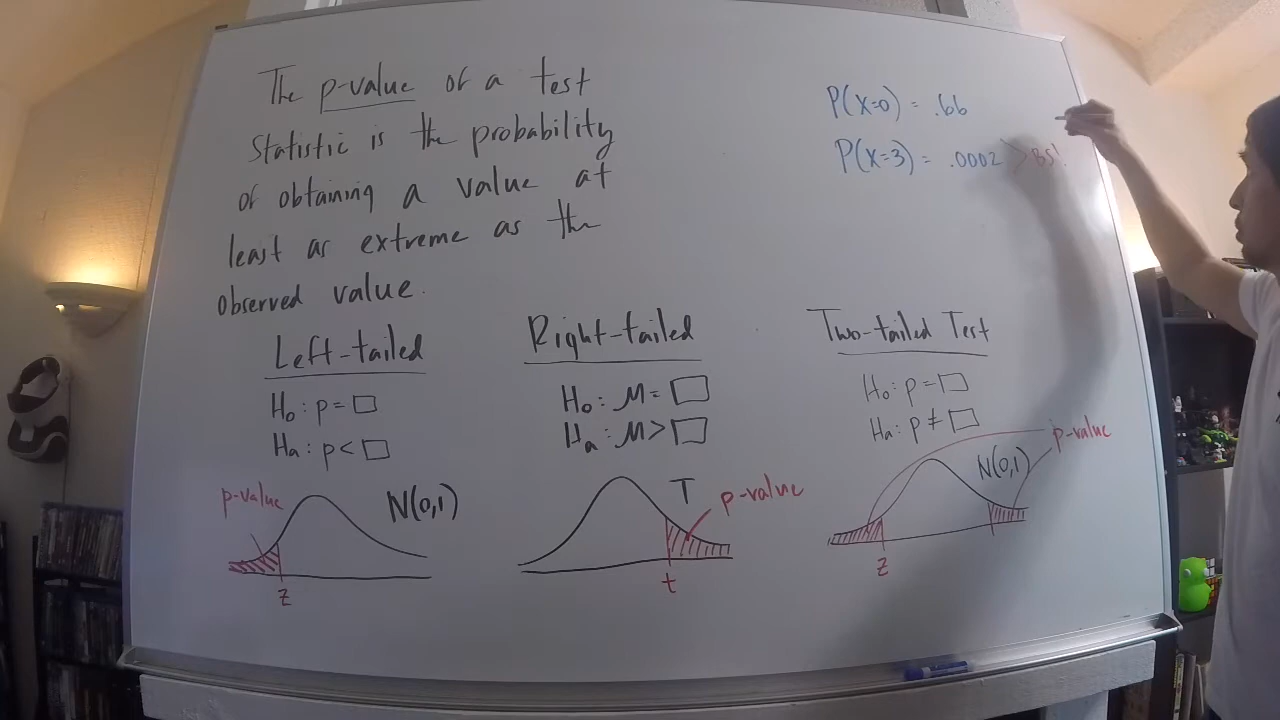 The p-value of a test
Statistic is the probability
of obtaining a value at
least as extreme as the
observed value.
P(X=0) = .66
P(X=3) = .0002 > BS!
Left-tailed
H₀: p = □
Hₐ: p < □
p-value
N(0,1)
z
Right-tailed
H₀: μ = □
Hₐ: μ > □
T
p-value
t
Two-tailed Test
H₀: p = □
Hₐ: p ≠ □
p-value
N(0,1)
z